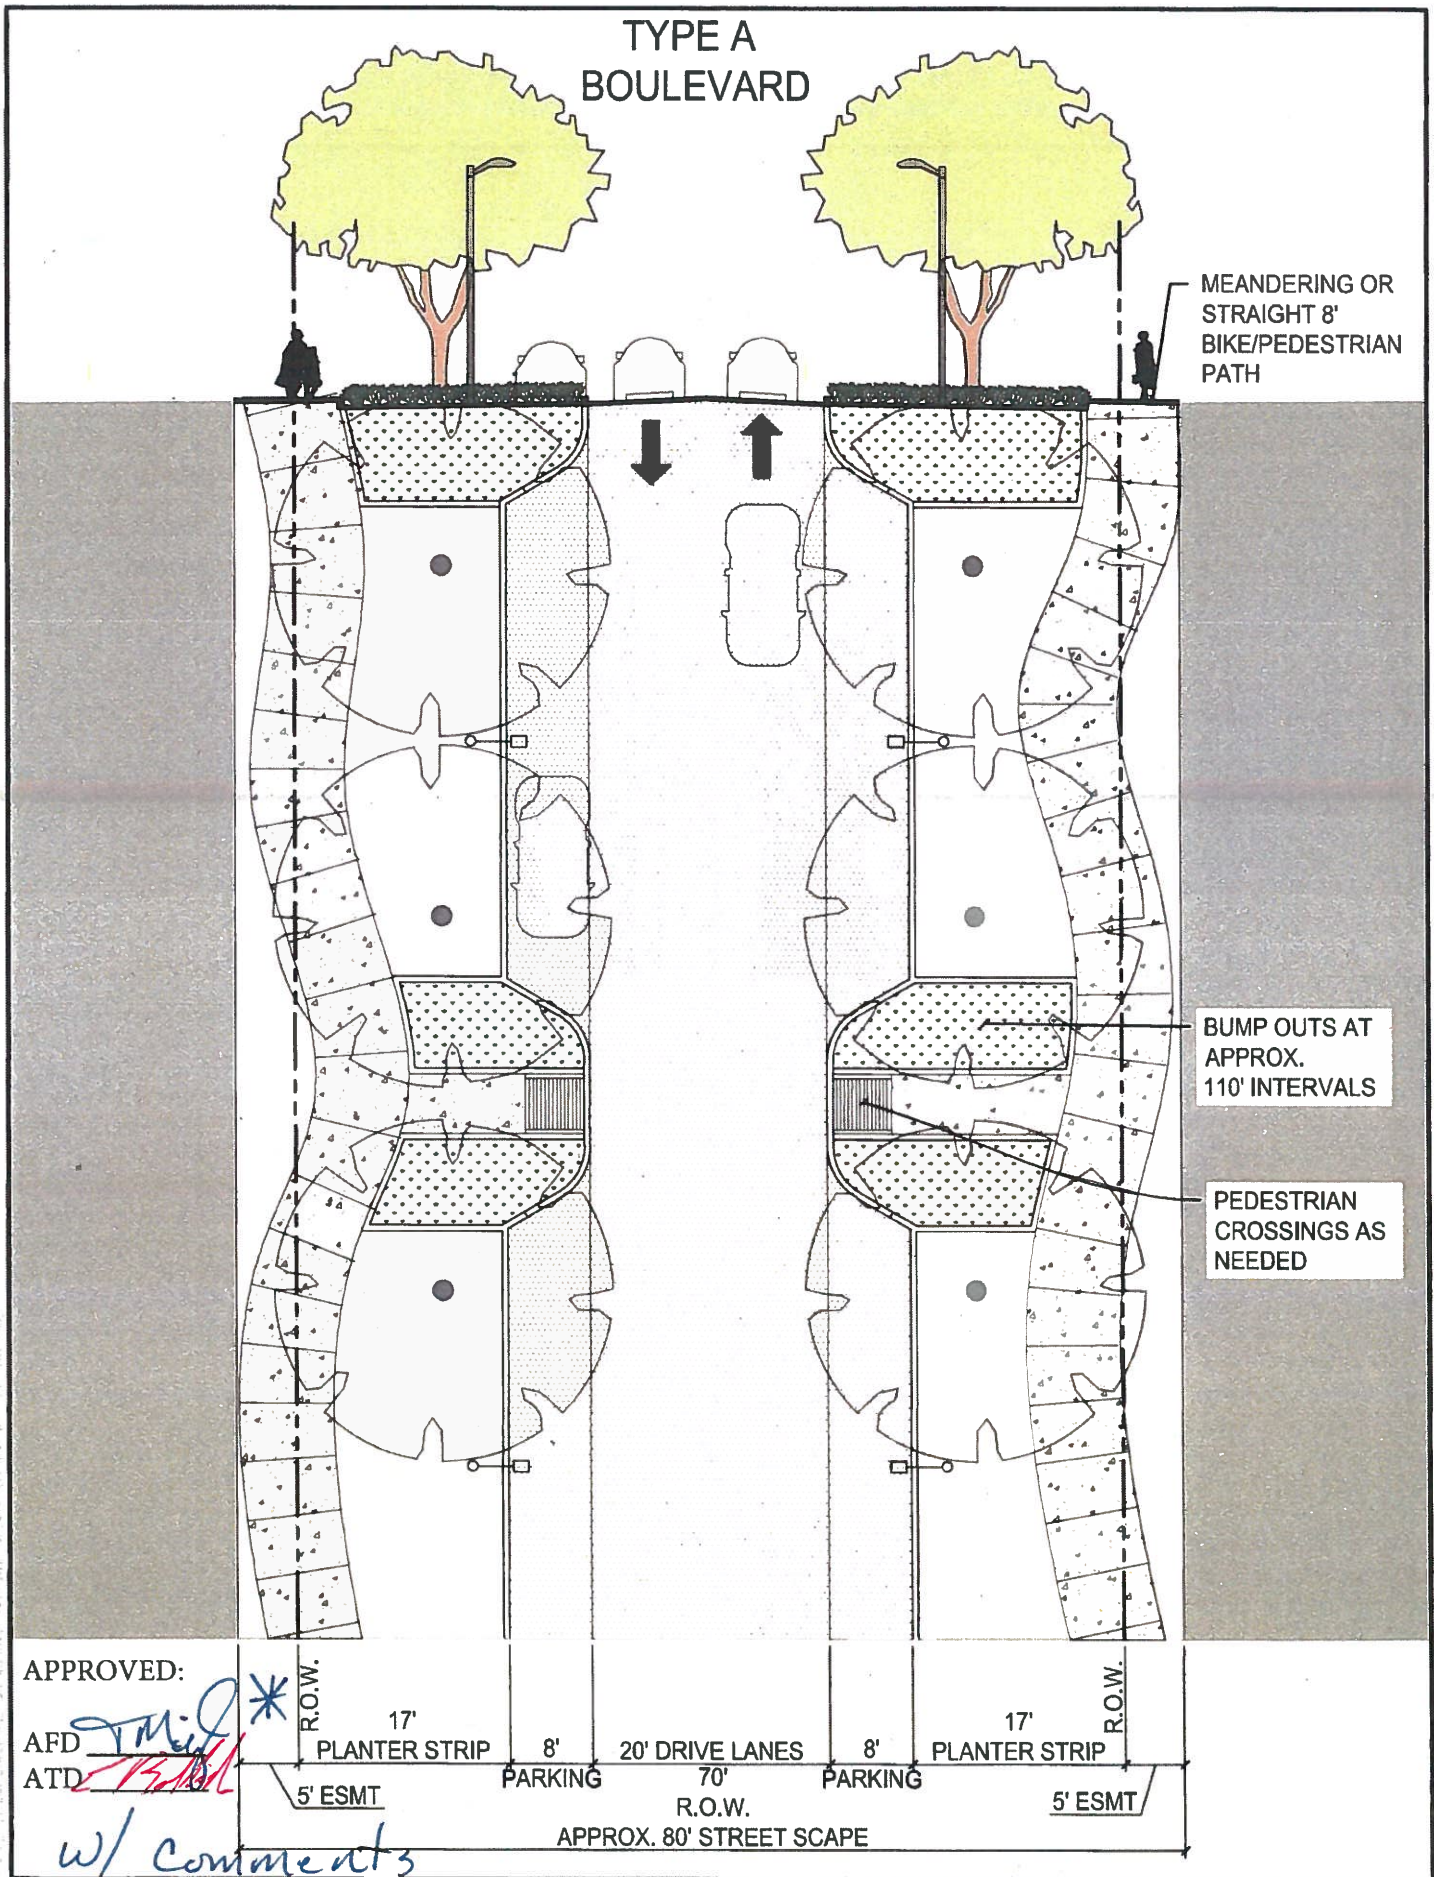 TYPE A
BOULEVARD
MEANDERING OR
STRAIGHT 8'
BIKE/PEDESTRIAN
PATH
BUMP OUTS AT
APPROX.
110' INTERVALS
PEDESTRIAN
CROSSINGS AS
NEEDED
APPROVED:
AFD
ATD
w/ comments
R.O.W.
17'
PLANTER STRIP
8'
PARKING
20' DRIVE LANES
70'
R.O.W.
8'
PARKING
17'
PLANTER STRIP
R.O.W.
5' ESMT
5' ESMT
APPROX. 80' STREET SCAPE